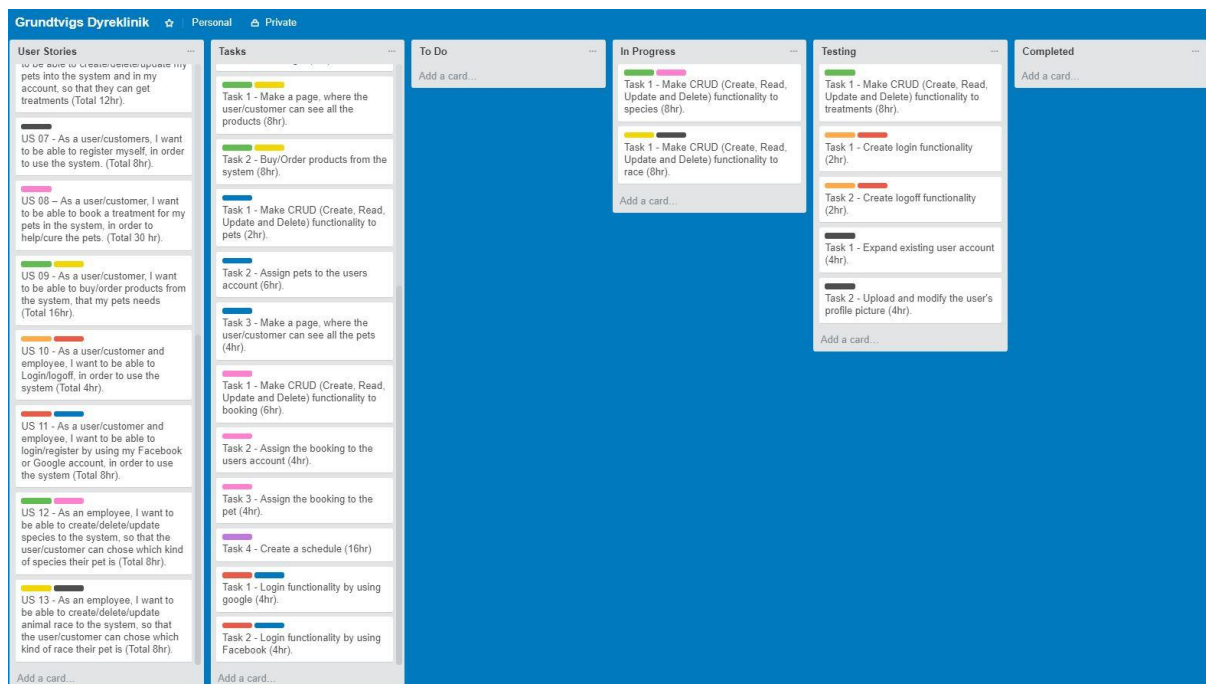 Grundtvigs Dyreklinik Personal Private
User Stories
to be able to create/delete/update my
pets into the system and in my
account, so that they can get
treatments (Total 12hr).
US 07 - As a user/customers, I want
to be able to register myself, in order
to use the system. (Total 8hr).
US 08 – As a user/customer, I want
to be able to book a treatment for my
pets in the system, in order to
help/cure the pets. (Total 30 hr).
US 09 - As a user/customer, I want
to be able to buy/order products from
the system, that my pets needs
(Total 16hr).
US 10 - As a user/customer and
employee, I want to be able to
Login/logoff, in order to use the
system (Total 4hr).
US 11 - As a user/customer and
employee, I want to be able to
login/register by using my Facebook
or Google account, in order to use
the system (Total 8hr).
US 12 - As an employee, I want to
be able to create/delete/update
species to the system, so that the
user/customer can chose which kind
of species their pet is (Total 8hr).
US 13 - As an employee, I want to
be able to create/delete/update
animal race to the system, so that
the user/customer can chose which
kind of race their pet is (Total 8hr).
Add a card...
Tasks
Task 1 - Make a page, where the
user/customer can see all the
products (8hr).
Task 2 - Buy/Order products from the
system (8hr).
Task 1 - Make CRUD (Create, Read,
Update and Delete) functionality to
pets (2hr).
Task 2 - Assign pets to the users
account (6hr).
Task 3 - Make a page, where the
user/customer can see all the pets
(4hr).
Task 1 - Make CRUD (Create, Read,
Update and Delete) functionality to
booking (6hr).
Task 2 - Assign the booking to the
users account (4hr).
Task 3 - Assign the booking to the
pet (4hr).
Task 4 - Create a schedule (16hr)
Task 1 - Login functionality by using
google (4hr).
Task 2 - Login functionality by using
Facebook (4hr).
Add a card...
To Do
Add a card...
In Progress
Task 1 - Make CRUD (Create, Read,
Update and Delete) functionality to
species (8hr).
Task 1 - Make CRUD (Create, Read,
Update and Delete) functionality to
race (8hr).
Add a card...
Testing
Task 1 - Make CRUD (Create, Read,
Update and Delete) functionality to
treatments (8hr).
Task 1 - Create login functionality
(2hr).
Task 2 - Create logoff functionality
(2hr).
Task 1 - Expand existing user account
(4hr).
Task 2 - Upload and modify the user's
profile picture (4hr).
Add a card...
Completed
Add a card...